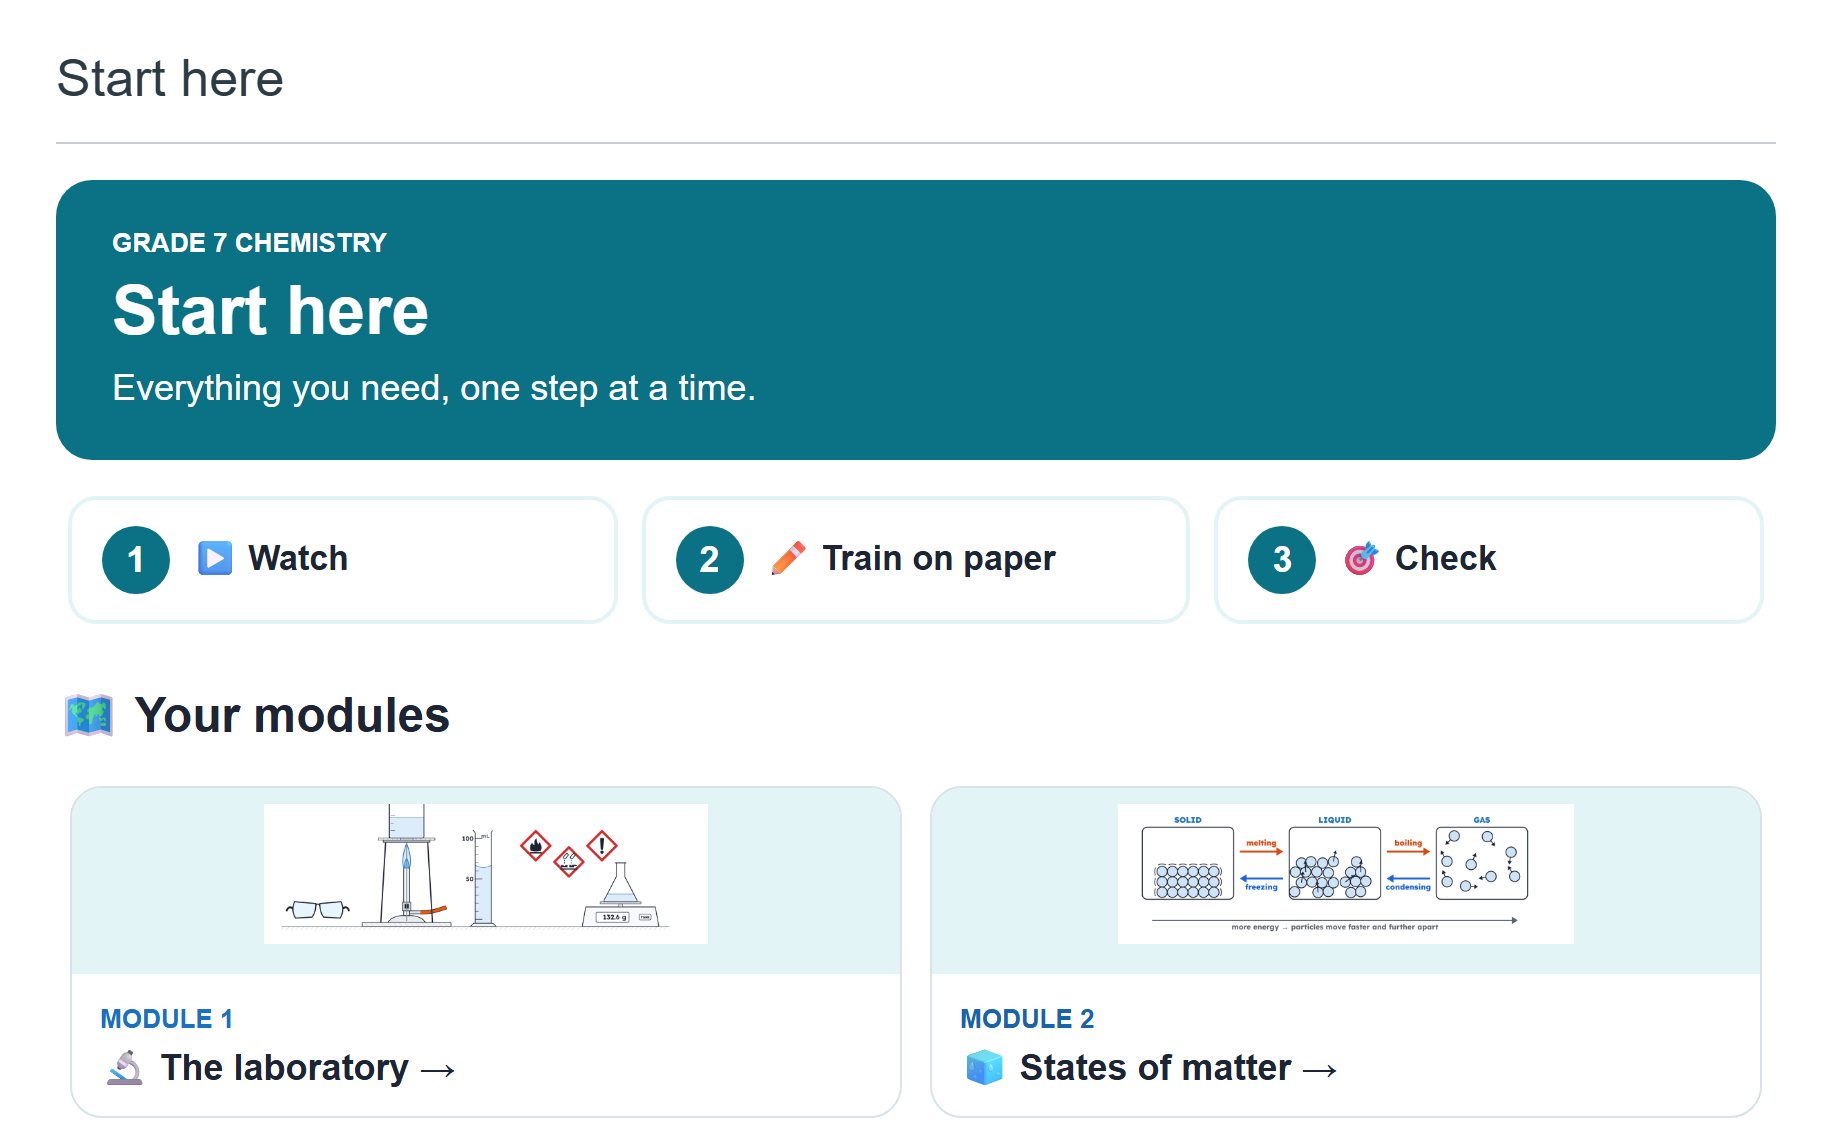 Start here
GRADE 7 CHEMISTRY
Start here
Everything you need, one step at a time.
1 Watch
2 Train on paper
3 Check
Your modules
100 mL
50
132.6 g
SOLID
LIQUID
GAS
melting
boiling
freezing
condensing
more energy → particles move faster and further apart
MODULE 1
The laboratory →
MODULE 2
States of matter →